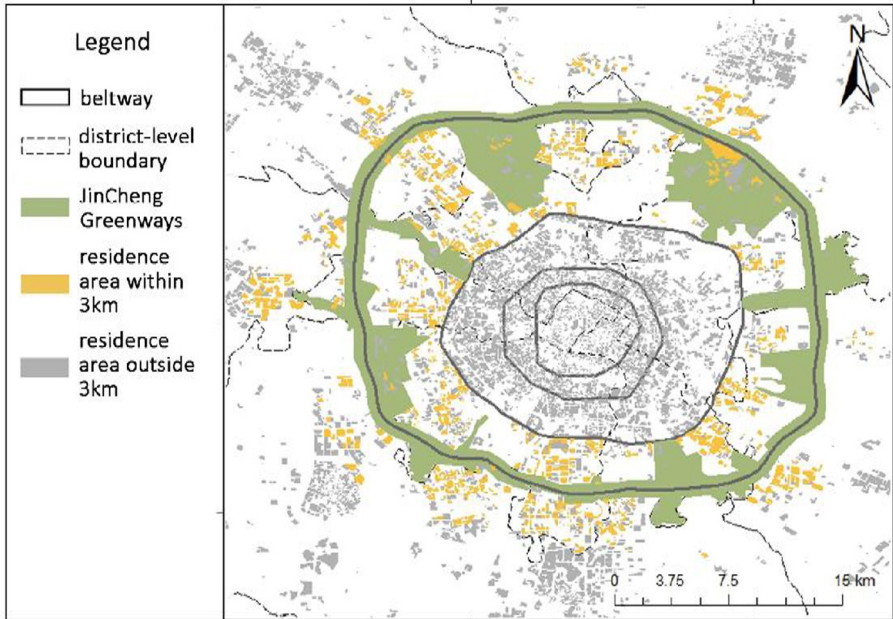 Legend
beltway
district-level
boundary
JinCheng
Greenways
residence
area within
3km
residence
area outside
3km
N
0 3.75 7.5 15 km